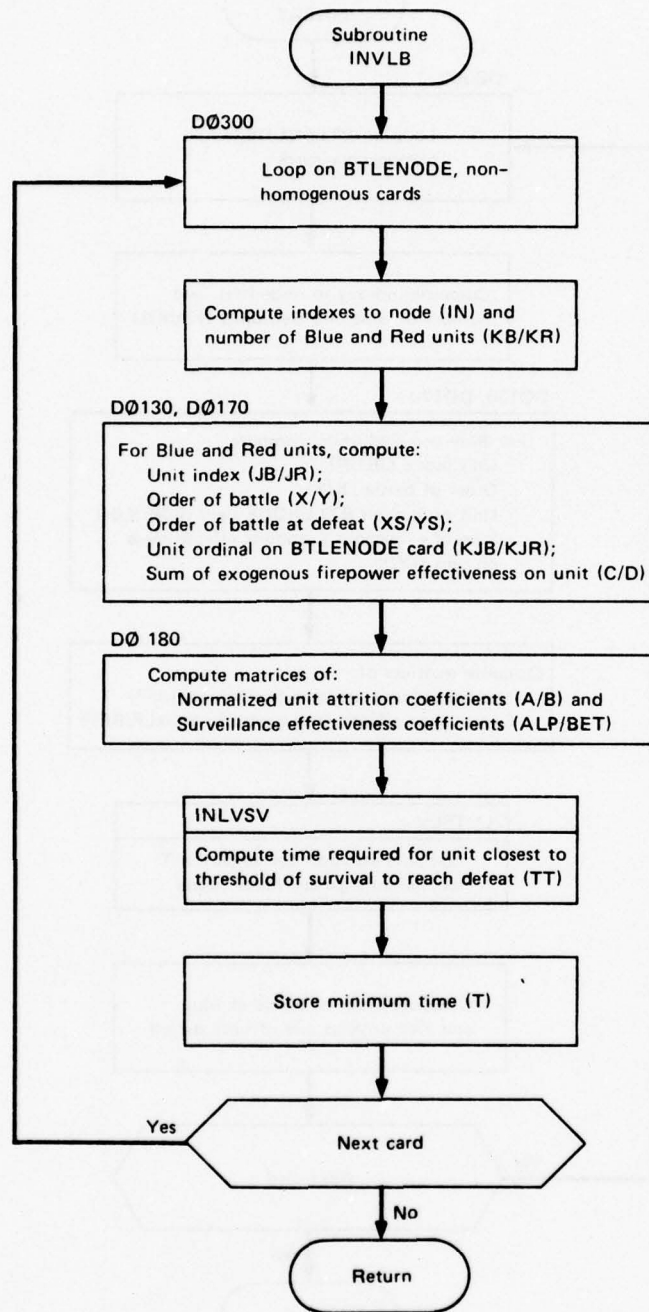 Subroutine
INVLB
DØ300
Loop on BTLENODE, non-
homogenous cards
Compute indexes to node (IN) and
number of Blue and Red units (KB/KR)
DØ130, DØ170
For Blue and Red units, compute:
Unit index (JB/JR);
Order of battle (X/Y);
Order of battle at defeat (XS/YS);
Unit ordinal on BTLENODE card (KJB/KJR);
Sum of exogenous firepower effectiveness on unit (C/D)
DØ 180
Compute matrices of:
Normalized unit attrition coefficients (A/B) and
Surveillance effectiveness coefficients (ALP/BET)
INLVSV
Compute time required for unit closest to
threshold of survival to reach defeat (TT)
Store minimum time (T)
Yes
Next card
No
Return